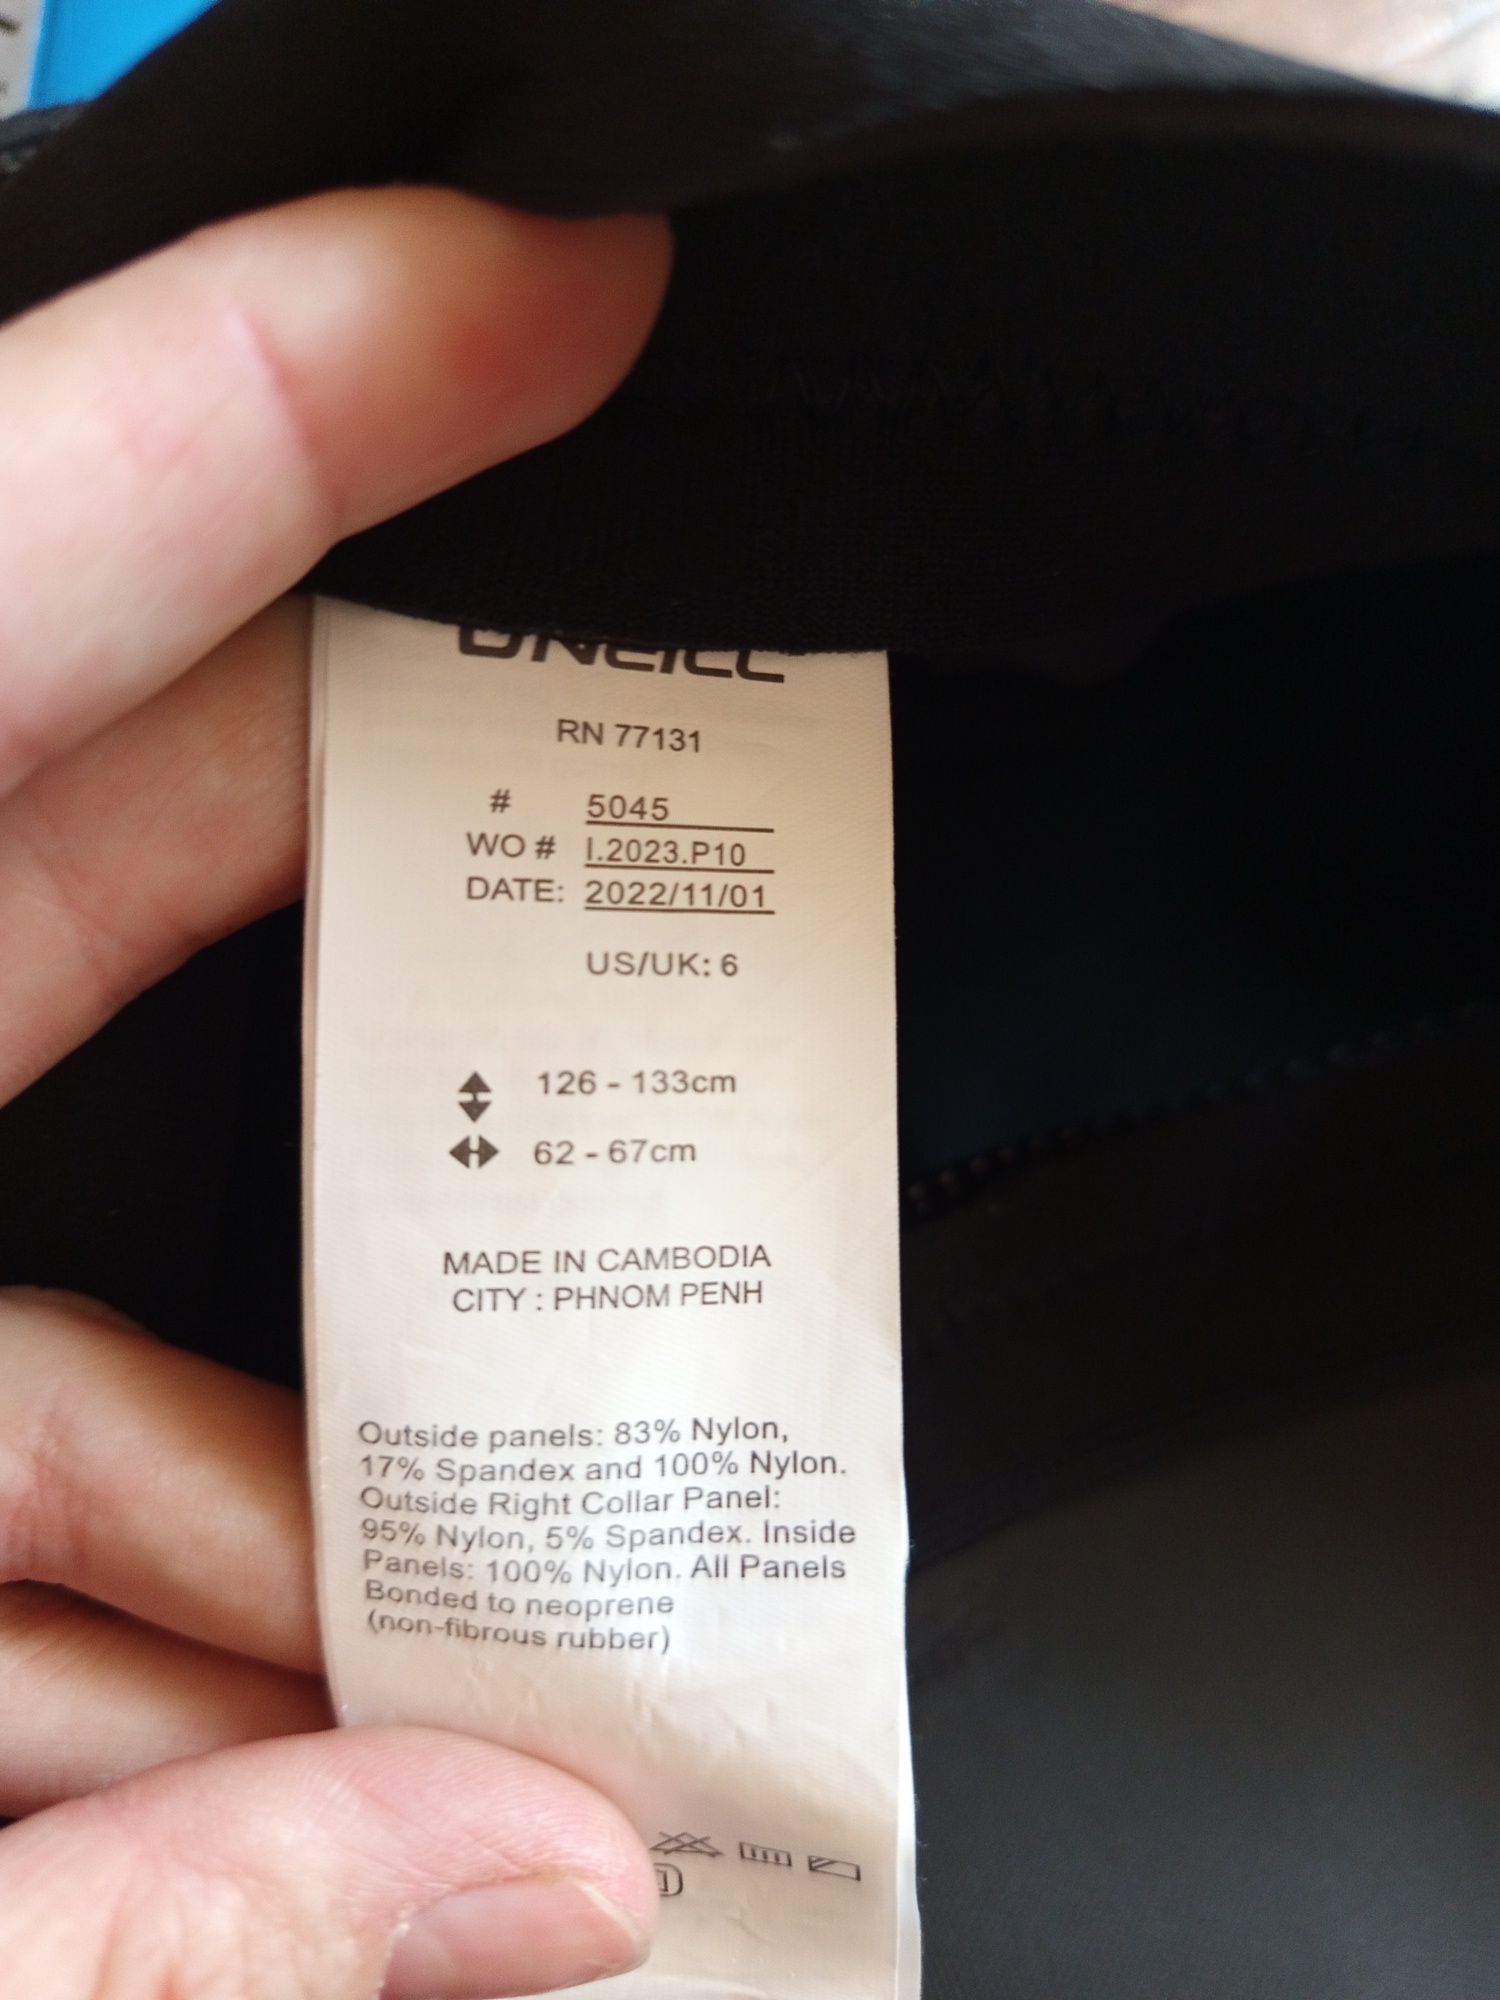 O'NEILL
RN 77131
# 5045
WO # I.2023.P10
DATE: 2022/11/01
US/UK: 6
126 - 133cm
62 - 67cm
MADE IN CAMBODIA
CITY : PHNOM PENH
Outside panels: 83% Nylon,
17% Spandex and 100% Nylon.
Outside Right Collar Panel:
95% Nylon, 5% Spandex. Inside
Panels: 100% Nylon. All Panels
Bonded to neoprene
(non-fibrous rubber)